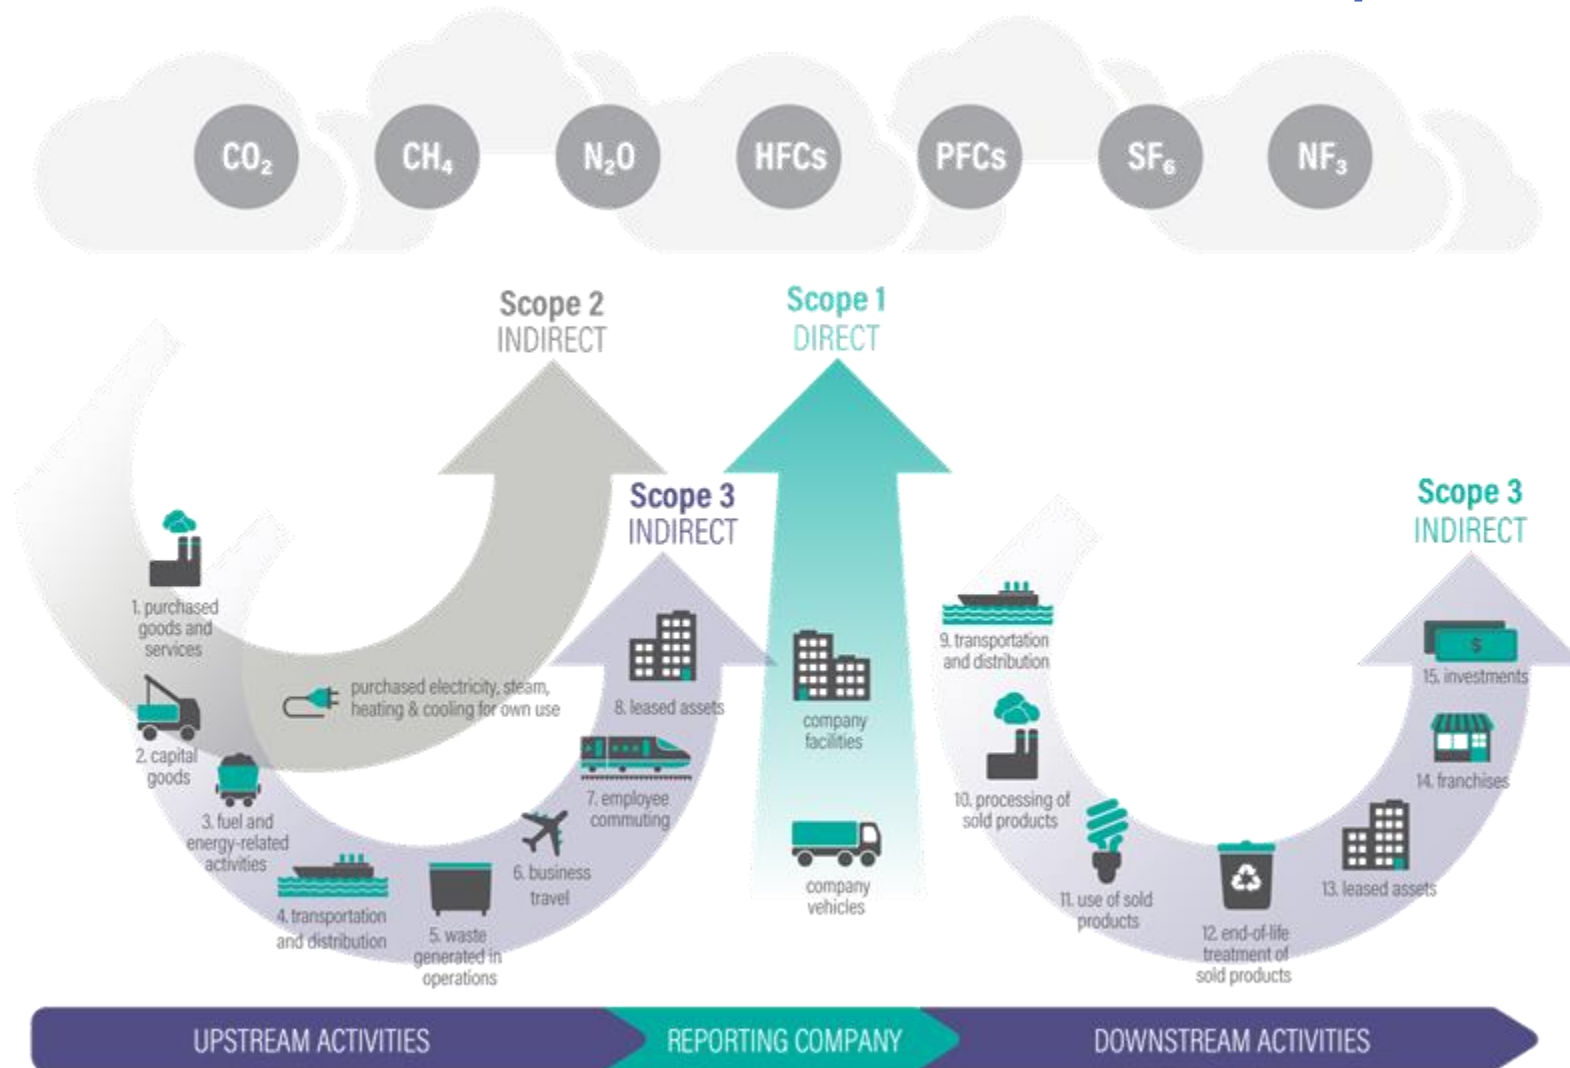 CO₂
CH₄
N₂O
HFCs
PFCs
SF₆
NF₃
Scope 2
INDIRECT
Scope 1
DIRECT
Scope 3
INDIRECT
Scope 3
INDIRECT
1. purchased
goods and
services
2. capital
goods
3. fuel and
energy-related
activities
purchased electricity, steam,
heating & cooling for own use
4. transportation
and distribution
5. waste
generated in
operations
6. business
travel
7. employee
commuting
8. leased assets
company
facilities
company
vehicles
9. transportation
and distribution
10. processing of
sold products
11. use of sold
products
12. end-of-life
treatment of
sold products
13. leased assets
14. franchises
$
15. investments
UPSTREAM ACTIVITIES
REPORTING COMPANY
DOWNSTREAM ACTIVITIES